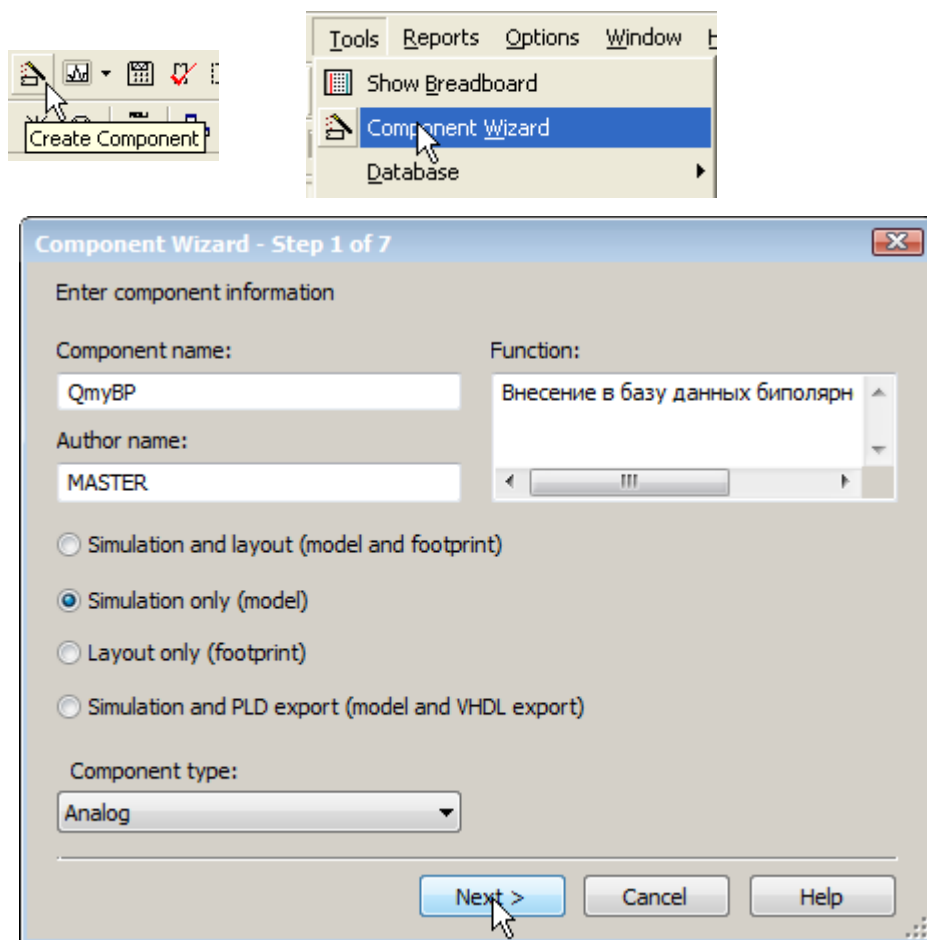 Create Component
Tools Reports Options Window
Show Breadboard
Component Wizard
Database
Component Wizard - Step 1 of 7
Enter component information
Component name:
Function:
QmyBP
Внесение в базу данных биполярн
Author name:
MASTER
Simulation and layout (model and footprint)
Simulation only (model)
Layout only (footprint)
Simulation and PLD export (model and VHDL export)
Component type:
Analog
Next > Cancel Help